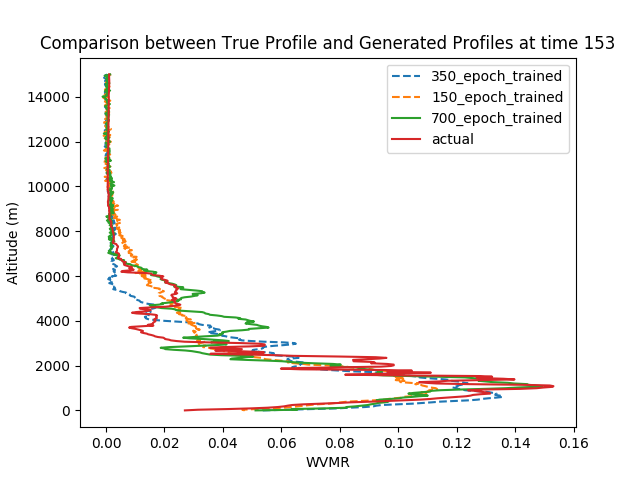 Comparison between True Profile and Generated Profiles at time 153
350_epoch_trained
150_epoch_trained
700_epoch_trained
actual
14000
12000
10000
8000
6000
4000
2000
0
Altitude (m)
0.00 0.02 0.04 0.06 0.08 0.10 0.12 0.14 0.16
WVMR